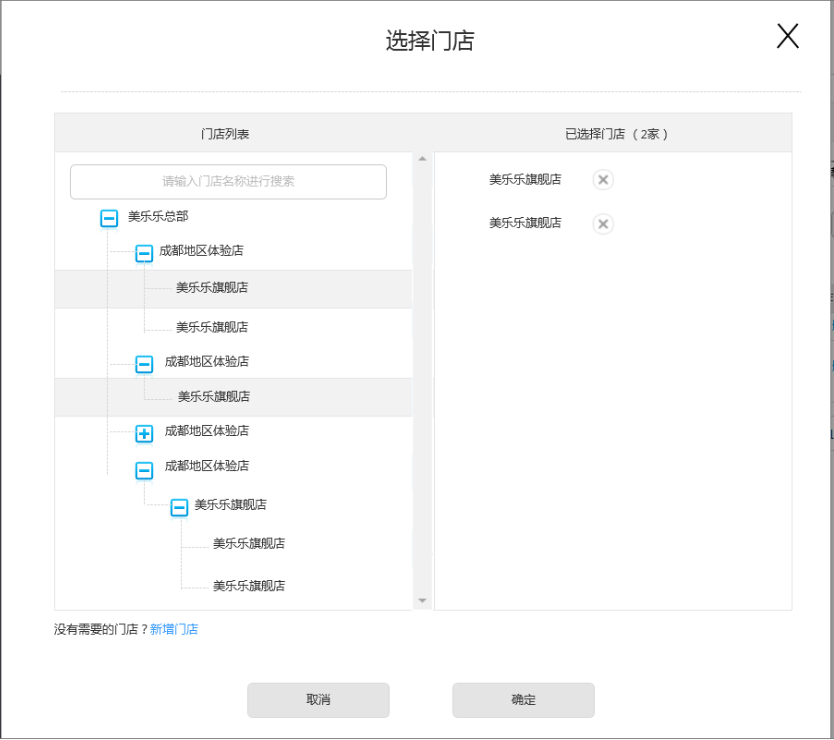 选择门店
门店列表
已选择门店（2家）
请输入门店名称进行搜索
美乐乐总部
成都地区体验店
美乐乐旗舰店
美乐乐旗舰店
成都地区体验店
美乐乐旗舰店
成都地区体验店
成都地区体验店
美乐乐旗舰店
美乐乐旗舰店
美乐乐旗舰店
美乐乐旗舰店
美乐乐旗舰店
没有需要的门店？新增门店
取消
确定